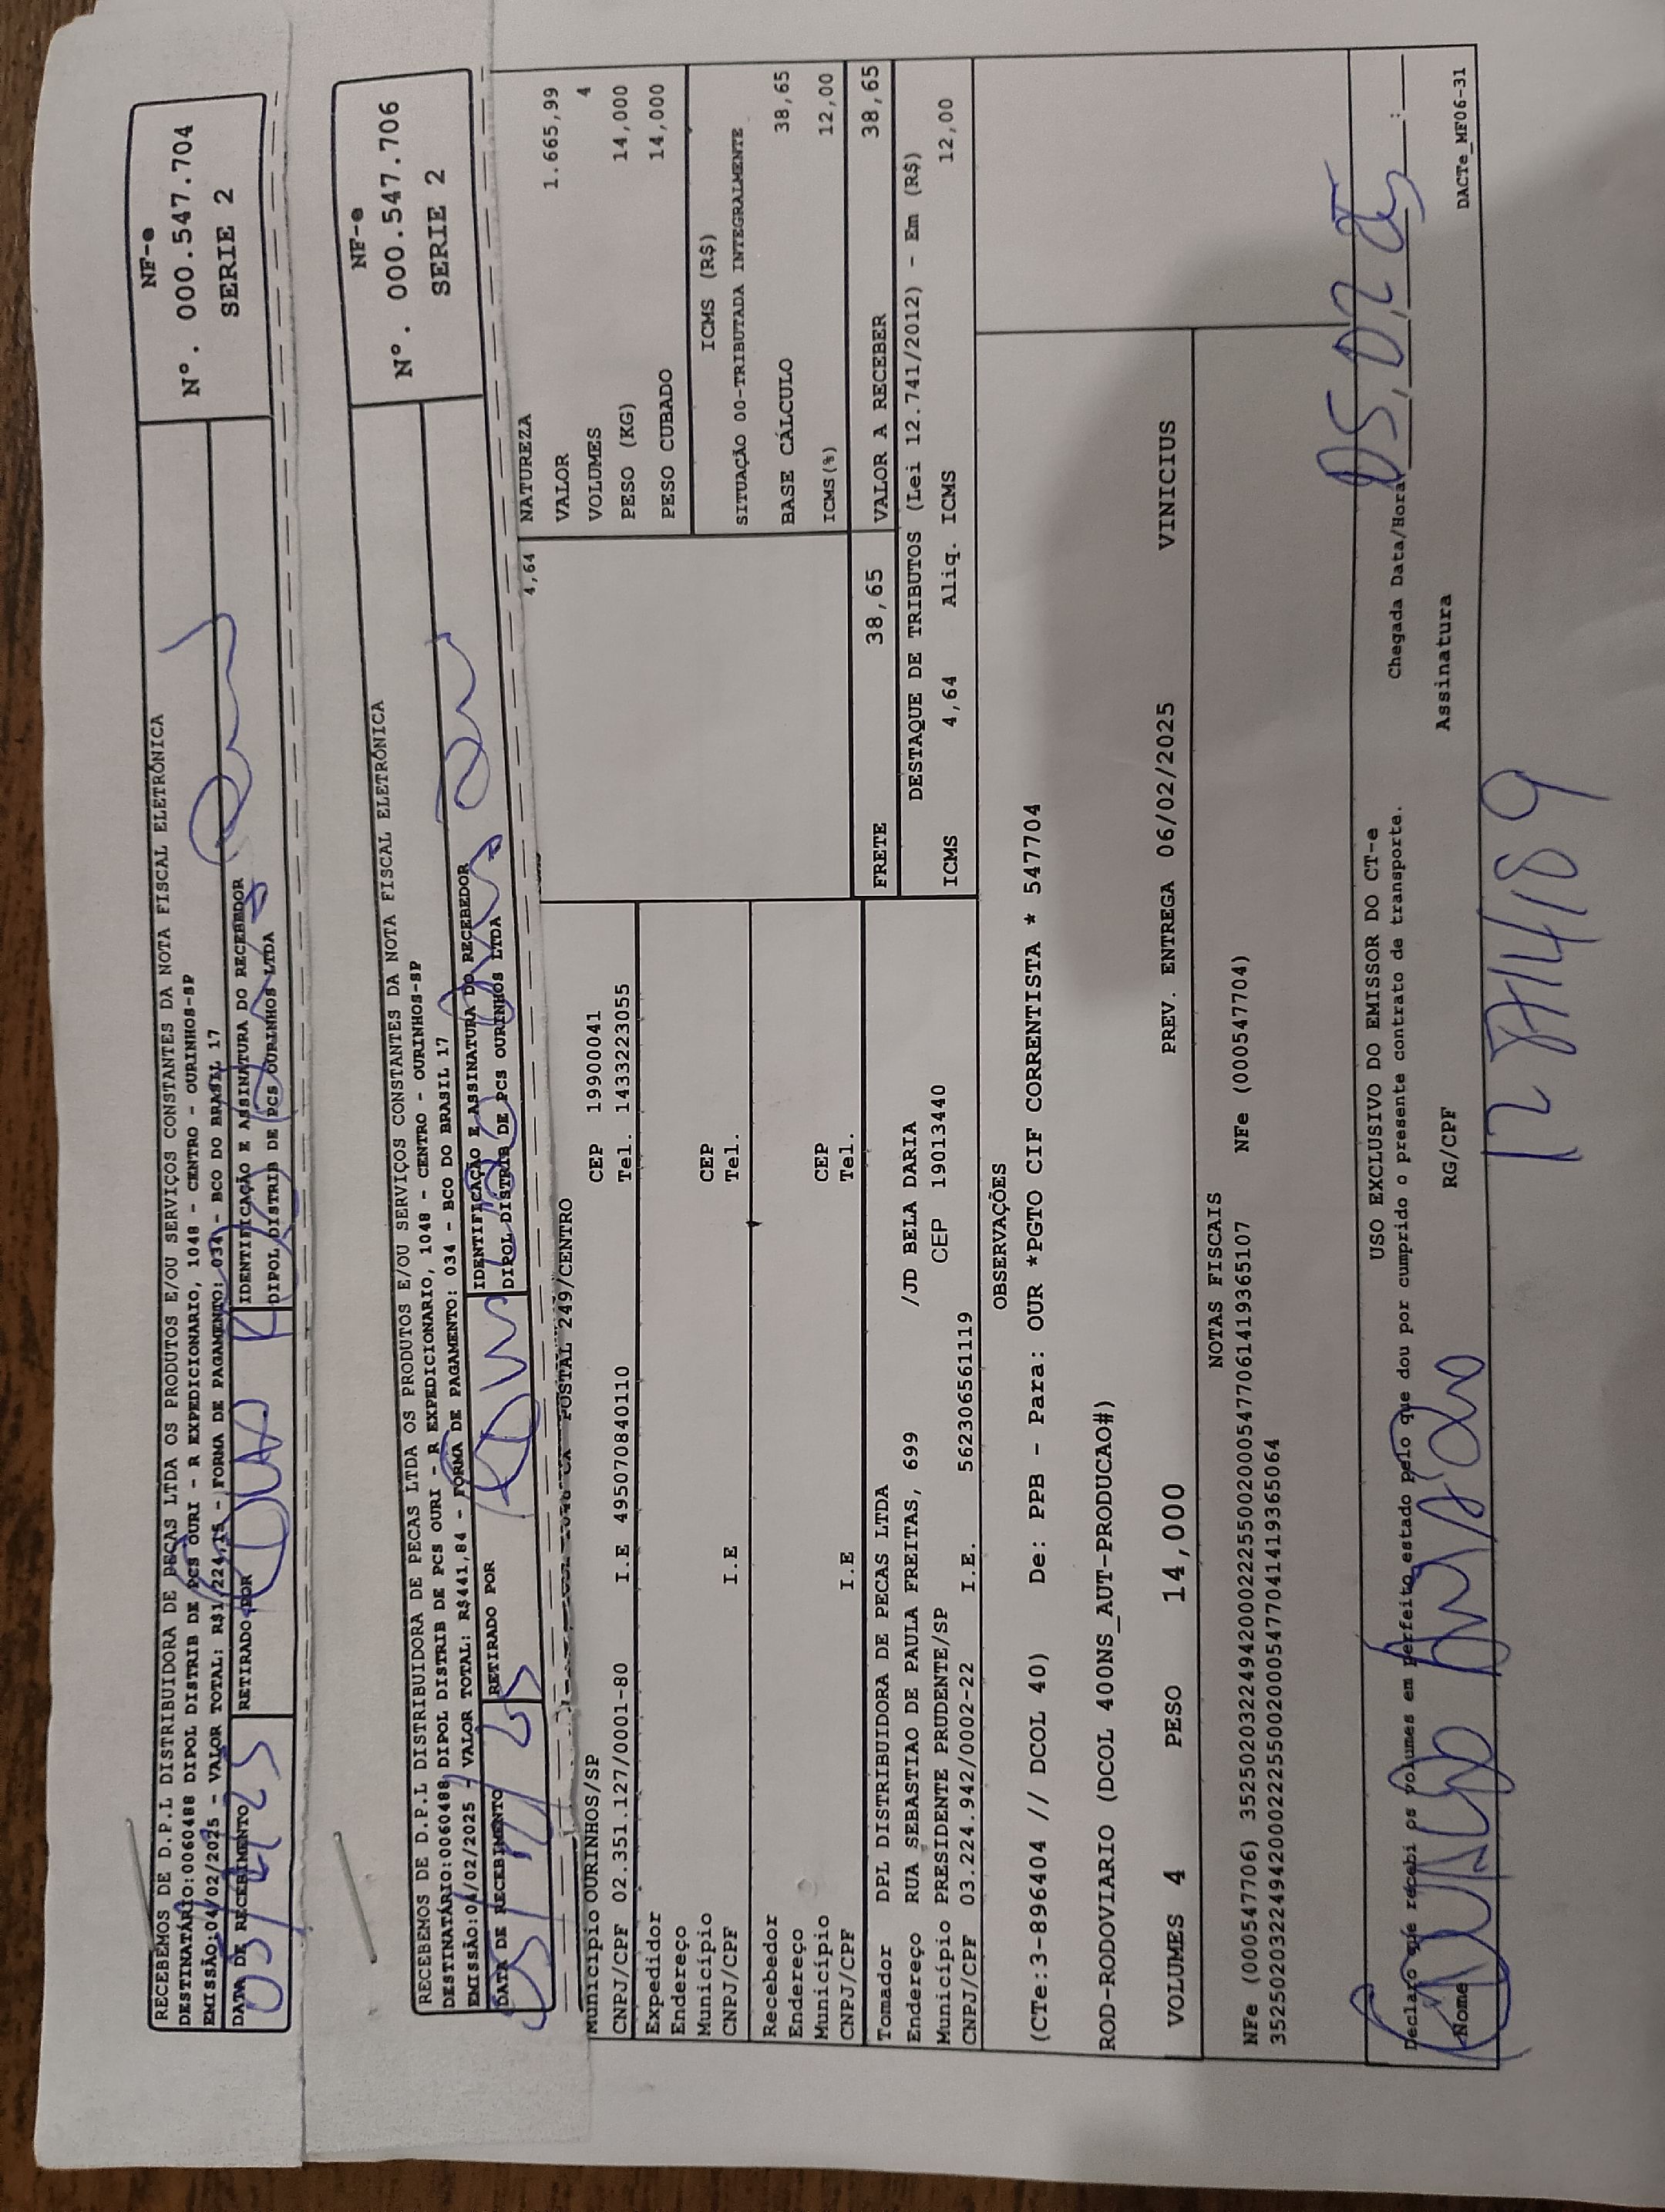 RECEBEMOS DE D.P.L DISTRIBUIDORA DE PEÇAS LTDA OS PRODUTOS E/OU SERVIÇOS CONSTANTES DA NOTA FISCAL ELETRÔNICA
DESTINATÁRIO:0060488 DIPOL DISTRIB DE PCS OURI - R EXPEDICIONARIO, 1048 - CENTRO - OURINHOS-SP
EMISSÃO:04/02/2025 - VALOR TOTAL: R$1.224,15 - FORMA DE PAGAMENTO: 034 - BCO DO BRASIL 17
DATA DE RECEBIMENTO
RETIRADO POR
IDENTIFICAÇÃO E ASSINATURA DO RECEBEDOR
DIPOL DISTRIB DE PCS OURINHOS LTDA
NF-e
Nº. 000.547.704
SERIE 2
RECEBEMOS DE D.P.L DISTRIBUIDORA DE PECAS LTDA OS PRODUTOS E/OU SERVIÇOS CONSTANTES DA NOTA FISCAL ELETRÔNICA
DESTINATÁRIO:0060488 DIPOL DISTRIB DE PCS OURI - R EXPEDICIONARIO, 1048 - CENTRO - OURINHOS-SP
EMISSÃO:04/02/2025 - VALOR TOTAL: R$441,84 - FORMA DE PAGAMENTO: 034 - BCO DO BRASIL 17
DATA DE RECEBIMENTO
RETIRADO POR
IDENTIFICAÇÃO E ASSINATURA DO RECEBEDOR
DIPOL DISTRIB DE PCS OURINHOS LTDA
NF-e
Nº. 000.547.706
SERIE 2
POSTAL 249/CENTRO
Município OURINHOS/SP CEP 19900041
CNPJ/CPF 02.351.127/0001-80 I.E 495070840110 Tel. 1433223055
Expedidor
Endereço
Município CEP
CNPJ/CPF I.E Tel.
Recebedor
Endereço
Município CEP
CNPJ/CPF I.E Tel.
Tomador DPL DISTRIBUIDORA DE PECAS LTDA
Endereço RUA SEBASTIAO DE PAULA FREITAS, 699 /JD BELA DARIA
Município PRESIDENTE PRUDENTE/SP CEP 19013440
CNPJ/CPF 03.224.942/0002-22 I.E. 562306561119
4,64
NATUREZA
VALOR 1.665,99
VOLUMES 4
PESO (KG) 14,000
PESO CUBADO 14,000
ICMS (R$)
SITUAÇÃO 00-TRIBUTADA INTEGRALMENTE
BASE CÁLCULO 38,65
ICMS(%) 12,00
FRETE 38,65 VALOR A RECEBER 38,65
DESTAQUE DE TRIBUTOS (Lei 12.741/2012) - Em (R$)
ICMS 4,64 Aliq. ICMS 12,00
OBSERVAÇÕES
(CTe:3-896404 // DCOL 40) De: PPB - Para: OUR *PGTO CIF CORRENTISTA * 547704
ROD-RODOVIARIO (DCOL 400NS_AUT-PRODUCAO#)
VOLUMES 4 PESO 14,000 PREV. ENTREGA 06/02/2025 VINICIUS
NOTAS FISCAIS
NFe (000547706) 35250203224942000222550020005477061419365107 NFe (000547704)
35250203224942000222550020005477041419365064
USO EXCLUSIVO DO EMISSOR DO CT-e
Declaro que recebi os volumes em perfeito estado pelo que dou por cumprido o presente contrato de transporte.
Chegada Data/Hora 05,02
Nome RG/CPF Assinatura
DACTe_MF06-31